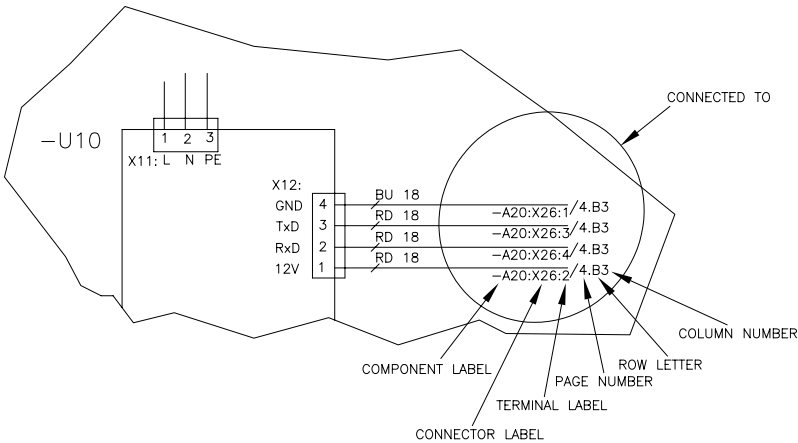 CONNECTED TO
-U10
1 2 3
X11: L N PE
X12:
GND 4 BU 18 -A20:X26:1/4.B3
TxD 3 RD 18 -A20:X26:3/4.B3
RxD 2 RD 18 -A20:X26:4/4.B3
12V 1 RD 18 -A20:X26:2/4.B3
COLUMN NUMBER
ROW LETTER
COMPONENT LABEL
PAGE NUMBER
TERMINAL LABEL
CONNECTOR LABEL